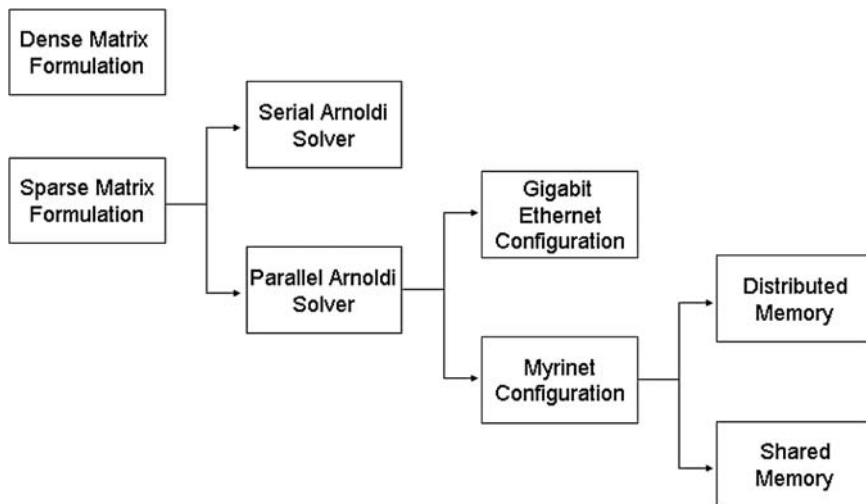 Dense Matrix
Formulation
Serial Arnoldi
Solver
Sparse Matrix
Formulation
Gigabit
Ethernet
Configuration
Parallel Arnoldi
Solver
Distributed
Memory
Myrinet
Configuration
Shared
Memory